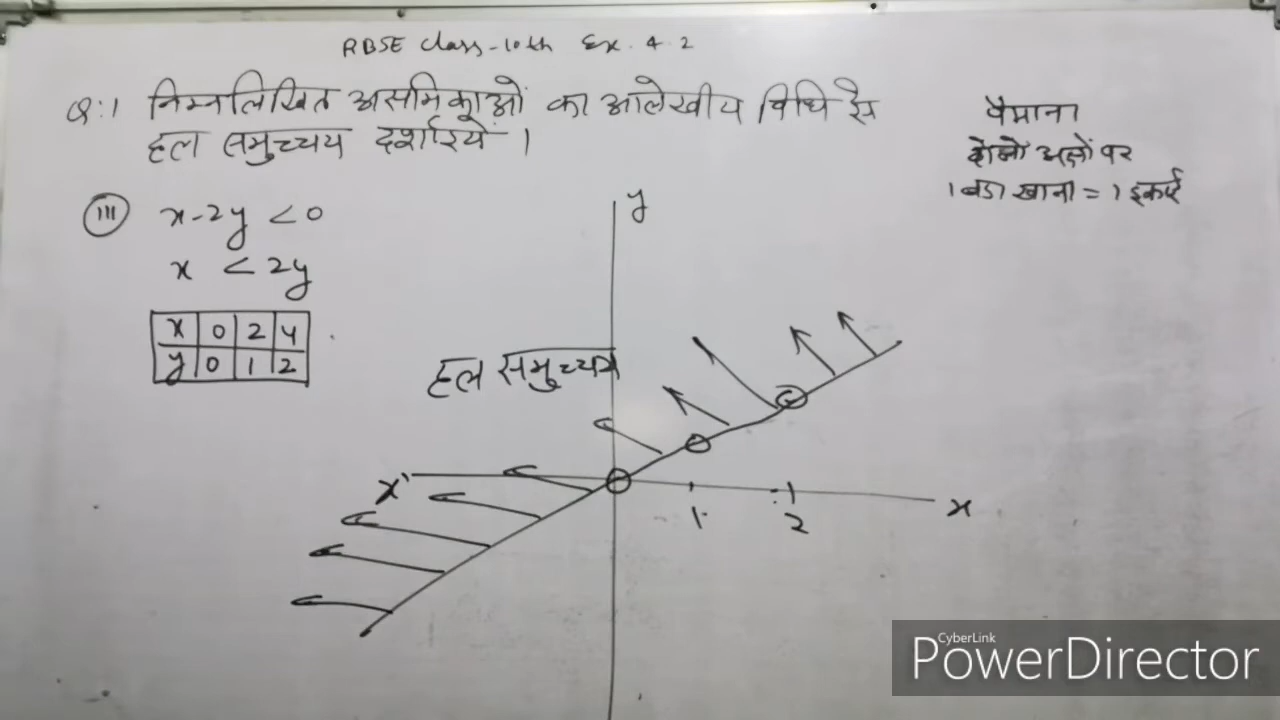 RBSE Class-10th Ex. 4.2
Q:1 निम्नलिखित असमिकाओं का आलेखीय विधि से
हल समुच्चय दर्शाइये ।
पैमाना
दोनों अक्षों पर
1 बडा खाना = 1 इकाई
(iii) x-2y < 0
x < 2y
x 0 2 4
y 0 1 2
y
हल समुच्चय
x' x
1 2
CyberLink
PowerDirector